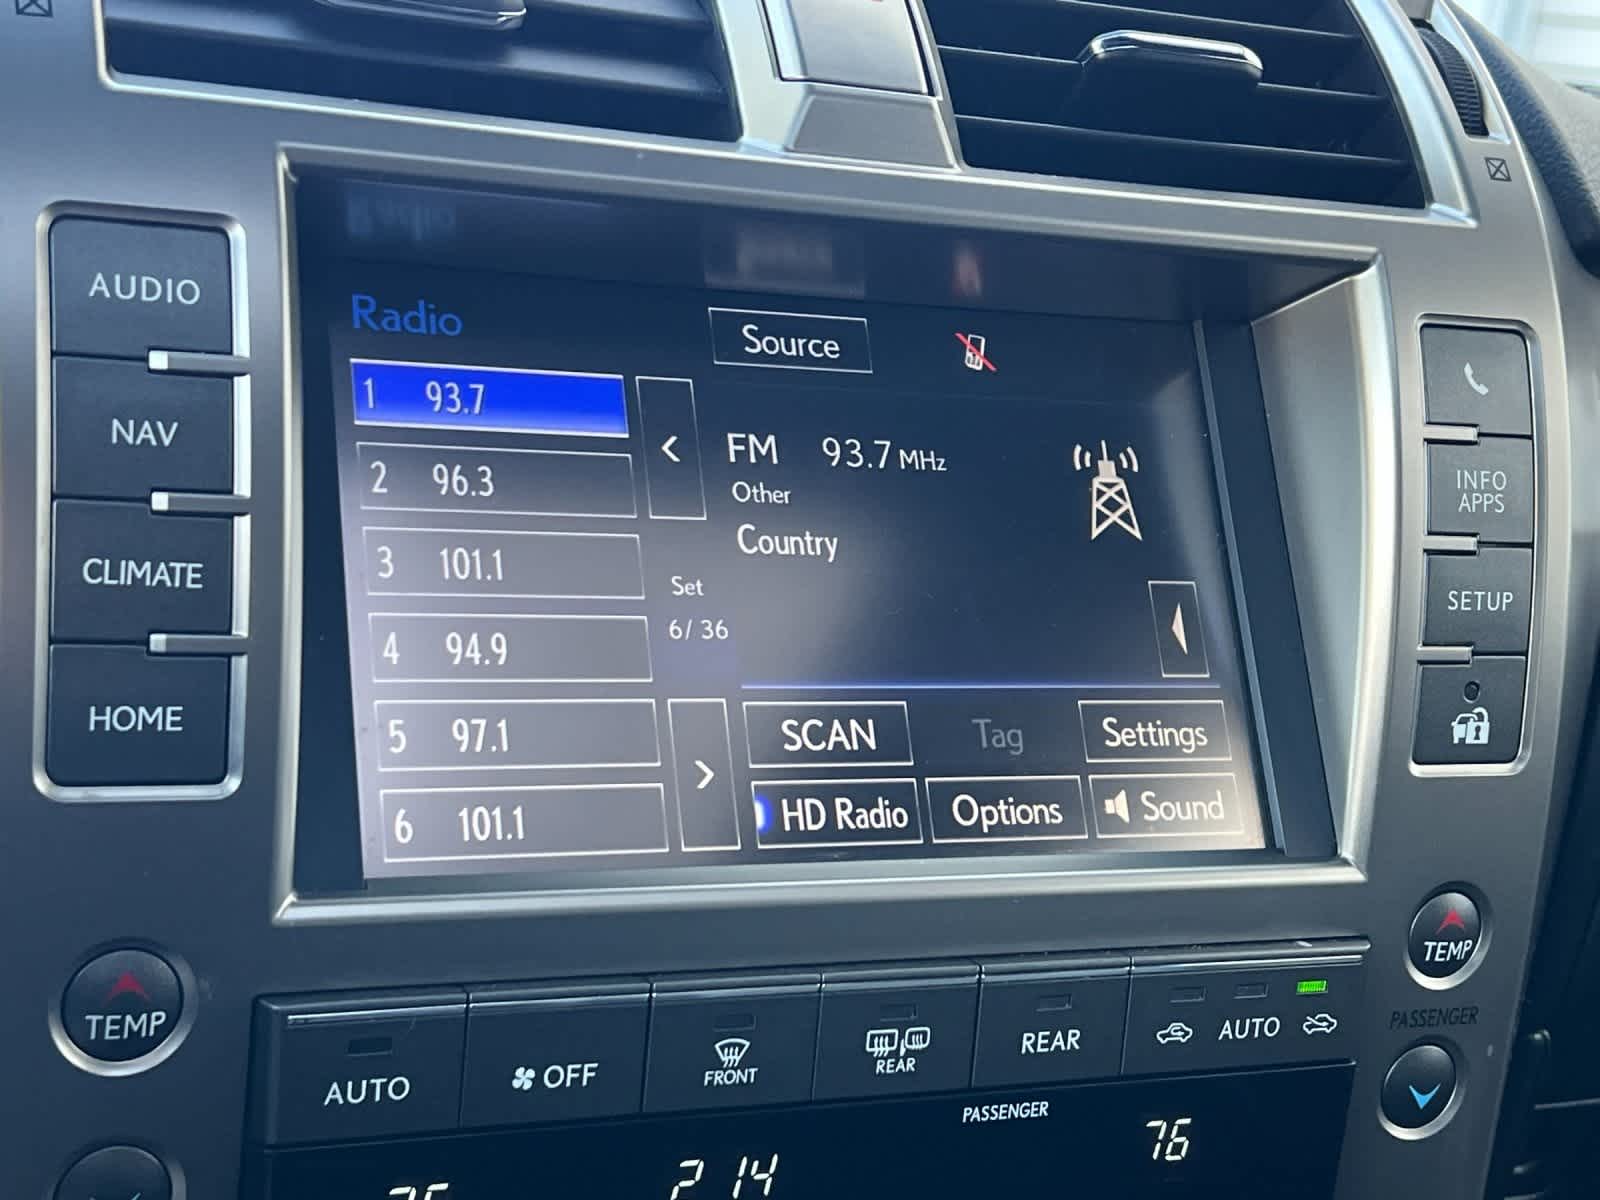 AUDIO
NAV
CLIMATE
HOME
Radio
Source
1 93.7
2 96.3
3 101.1
4 94.9
5 97.1
6 101.1
<
Set
6/ 36
>
FM 93.7 MHz
Other
Country
SCAN
Tag
Settings
HD Radio
Options
Sound
INFO
APPS
SETUP
TEMP
TEMP
PASSENGER
AUTO
OFF
FRONT
REAR
REAR
AUTO
PASSENGER
2 14
76